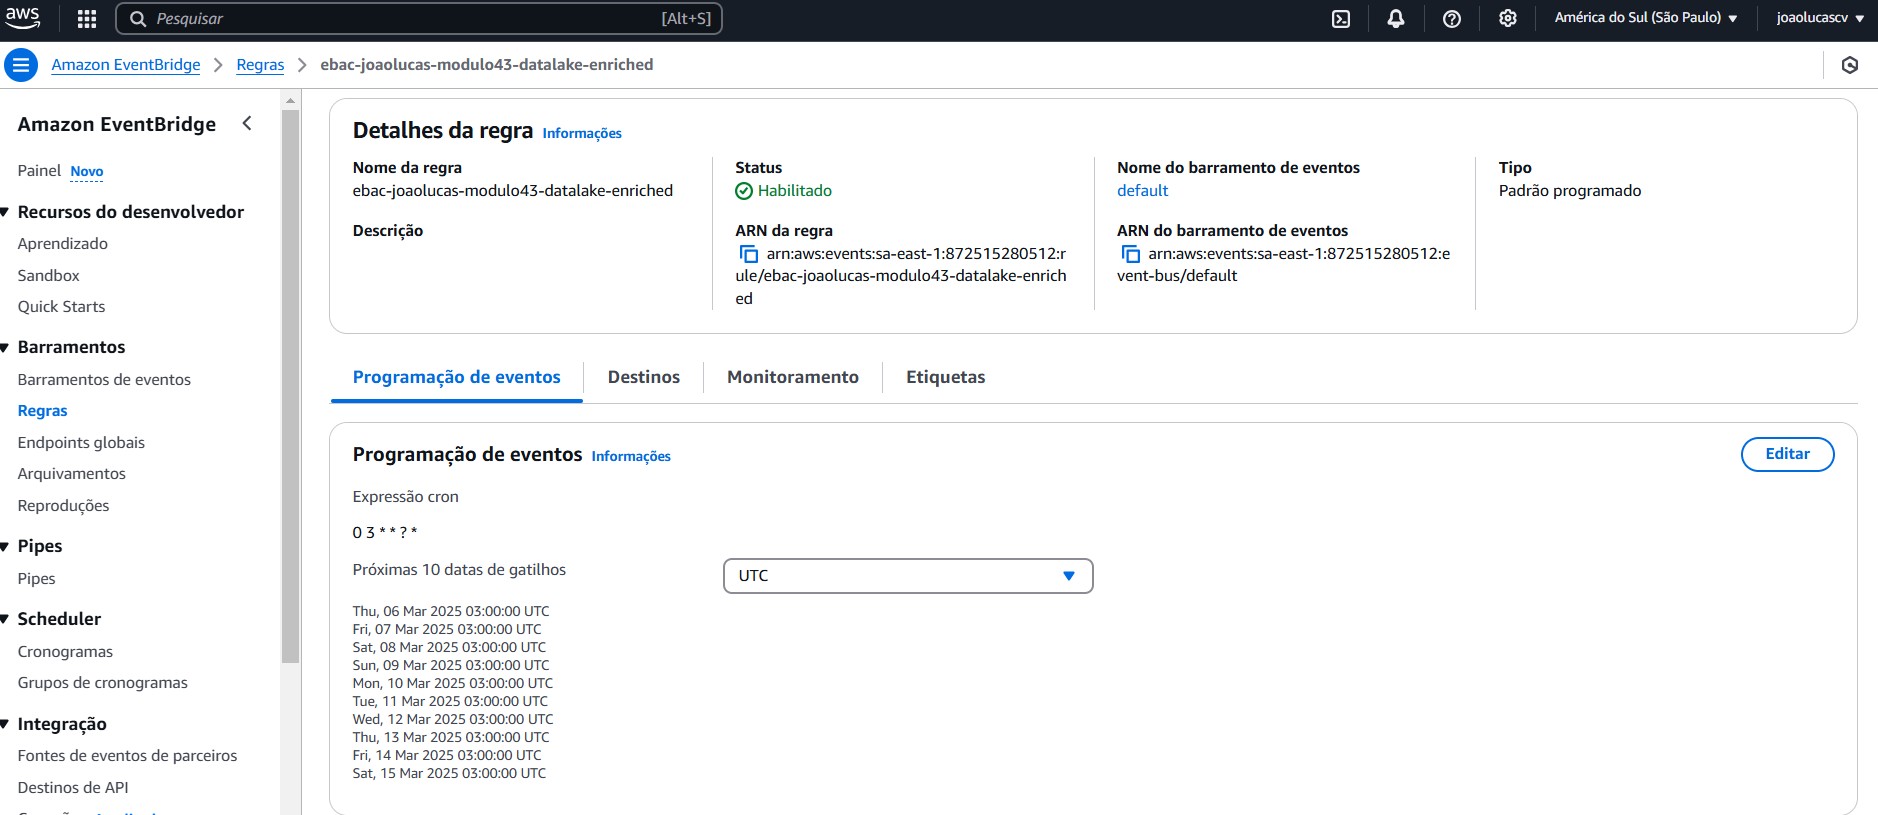 aws Pesquisar [Alt+S] América do Sul (São Paulo) joaolucascv
Amazon EventBridge Regras ebac-joaolucas-modulo43-datalake-enriched
Amazon EventBridge
Painel Novo
Recursos do desenvolvedor
Aprendizado
Sandbox
Quick Starts
Barramentos
Barramentos de eventos
Regras
Endpoints globais
Arquivamentos
Reproduções
Pipes
Pipes
Scheduler
Cronogramas
Grupos de cronogramas
Integração
Fontes de eventos de parceiros
Destinos de API
Detalhes da regra Informações
Nome da regra
ebac-joaolucas-modulo43-datalake-enriched
Descrição
Status
Habilitado
ARN da regra
arn:aws:events:sa-east-1:872515280512:r
ule/ebac-joaolucas-modulo43-datalake-enrich
ed
Nome do barramento de eventos
default
ARN do barramento de eventos
arn:aws:events:sa-east-1:872515280512:e
vent-bus/default
Tipo
Padrão programado
Programação de eventos Destinos Monitoramento Etiquetas
Programação de eventos Informações Editar
Expressão cron
0 3 * * ? *
Próximas 10 datas de gatilhos UTC
Thu, 06 Mar 2025 03:00:00 UTC
Fri, 07 Mar 2025 03:00:00 UTC
Sat, 08 Mar 2025 03:00:00 UTC
Sun, 09 Mar 2025 03:00:00 UTC
Mon, 10 Mar 2025 03:00:00 UTC
Tue, 11 Mar 2025 03:00:00 UTC
Wed, 12 Mar 2025 03:00:00 UTC
Thu, 13 Mar 2025 03:00:00 UTC
Fri, 14 Mar 2025 03:00:00 UTC
Sat, 15 Mar 2025 03:00:00 UTC